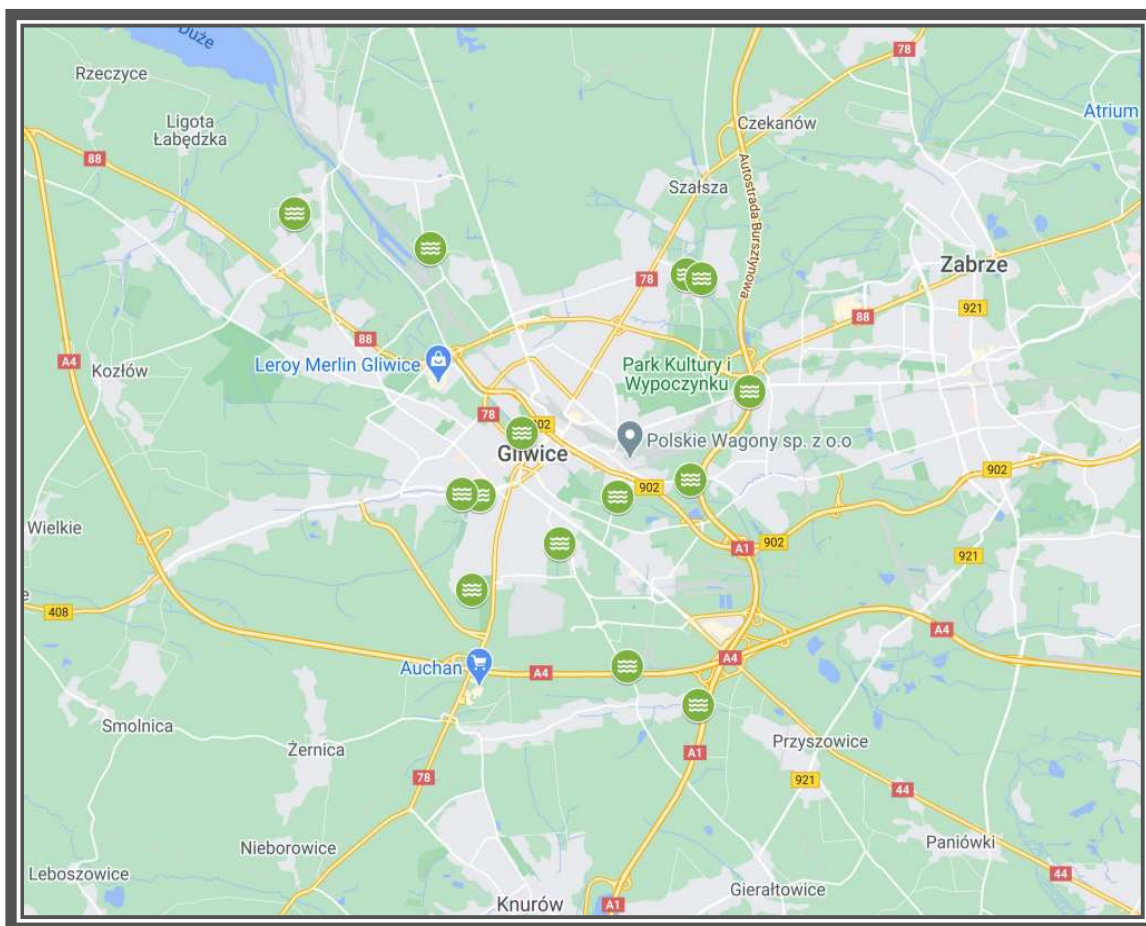 Duże
Rzeczyce
78
Ligota
Łabędzka
Czekanów
Atrium
88
Autostrada Bursztynowa
Szałsza
Zabrze
78
921
88
A4
88
Leroy Merlin Gliwice
Park Kultury i
Wypoczynku
Kozłów
78
902
Polskie Wagony sp. z o.o
Gliwice
902
902
Wielkie
A1
902
921
408
A4
Auchan
A4
A4
Smolnica
Żernica
Przyszowice
A1
78
921
44
Nieborowice
Paniówki
Leboszowice
44
Gierałtowice
Knurów
A1